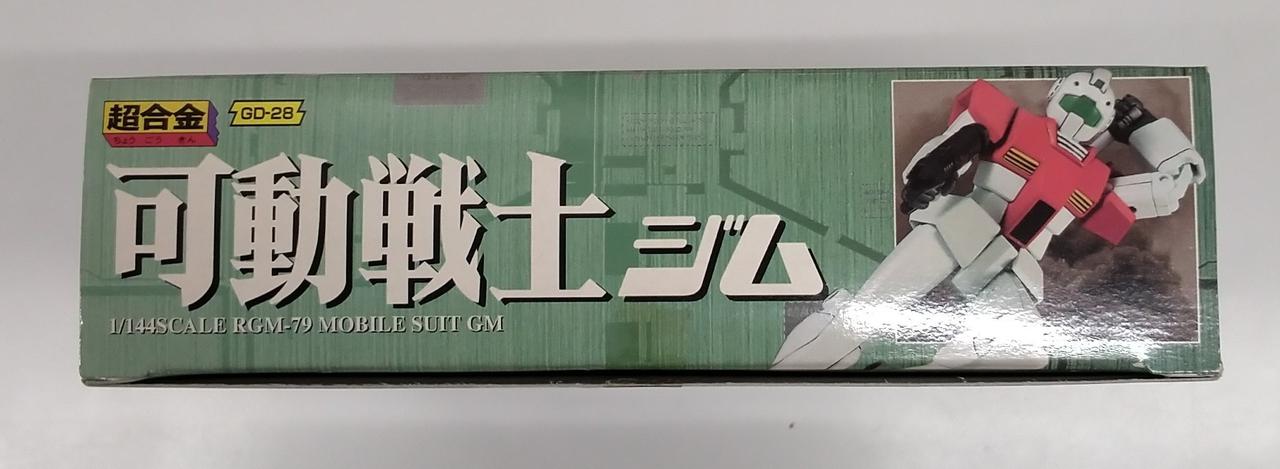 超合金
ちょうごうきん
GD-28
可動戦士ジム
1/144SCALE RGM-79 MOBILE SUIT GM